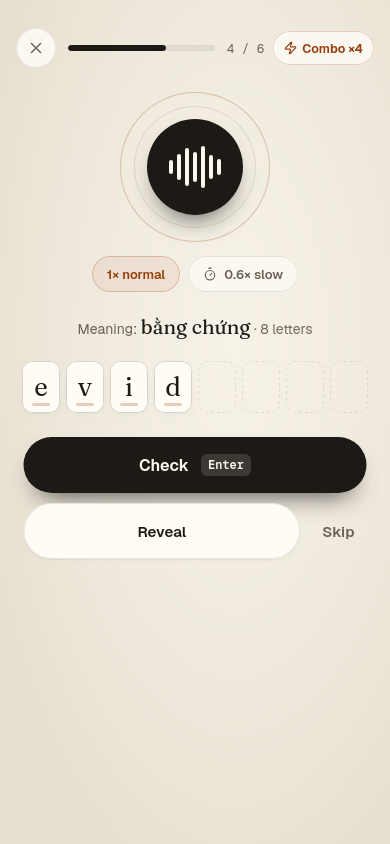 4 / 6
Combo ×4
1× normal
0.6× slow
Meaning: bằng chứng · 8 letters
e v i d
Check Enter
Reveal
Skip